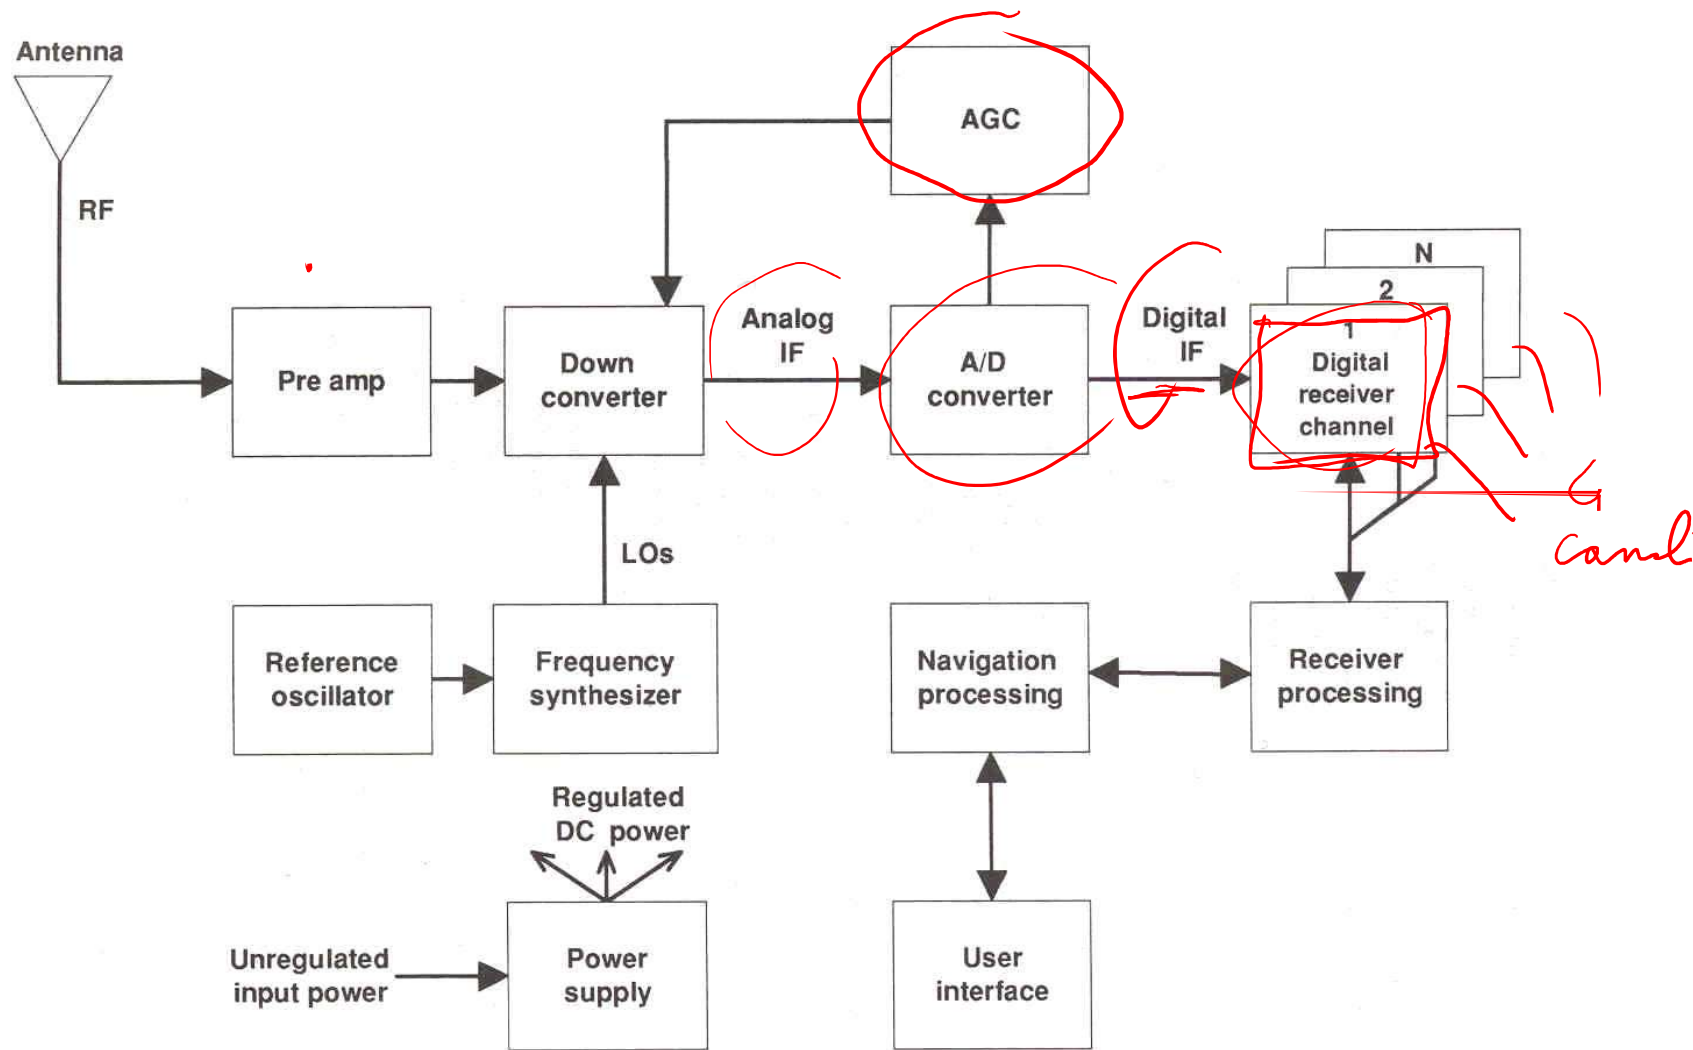 Antenna
RF
AGC
Pre amp
Down
converter
Analog
IF
A/D
converter
Digital
IF
N
2
1
Digital
receiver
channel
LOs
Reference
oscillator
Frequency
synthesizer
Navigation
processing
Receiver
processing
Regulated
DC power
Unregulated
input power
Power
supply
User
interface